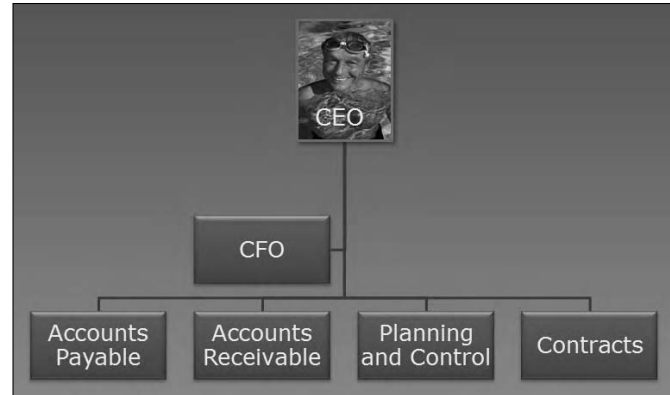 CEO
CFO
Accounts
Payable
Accounts
Receivable
Planning
and Control
Contracts